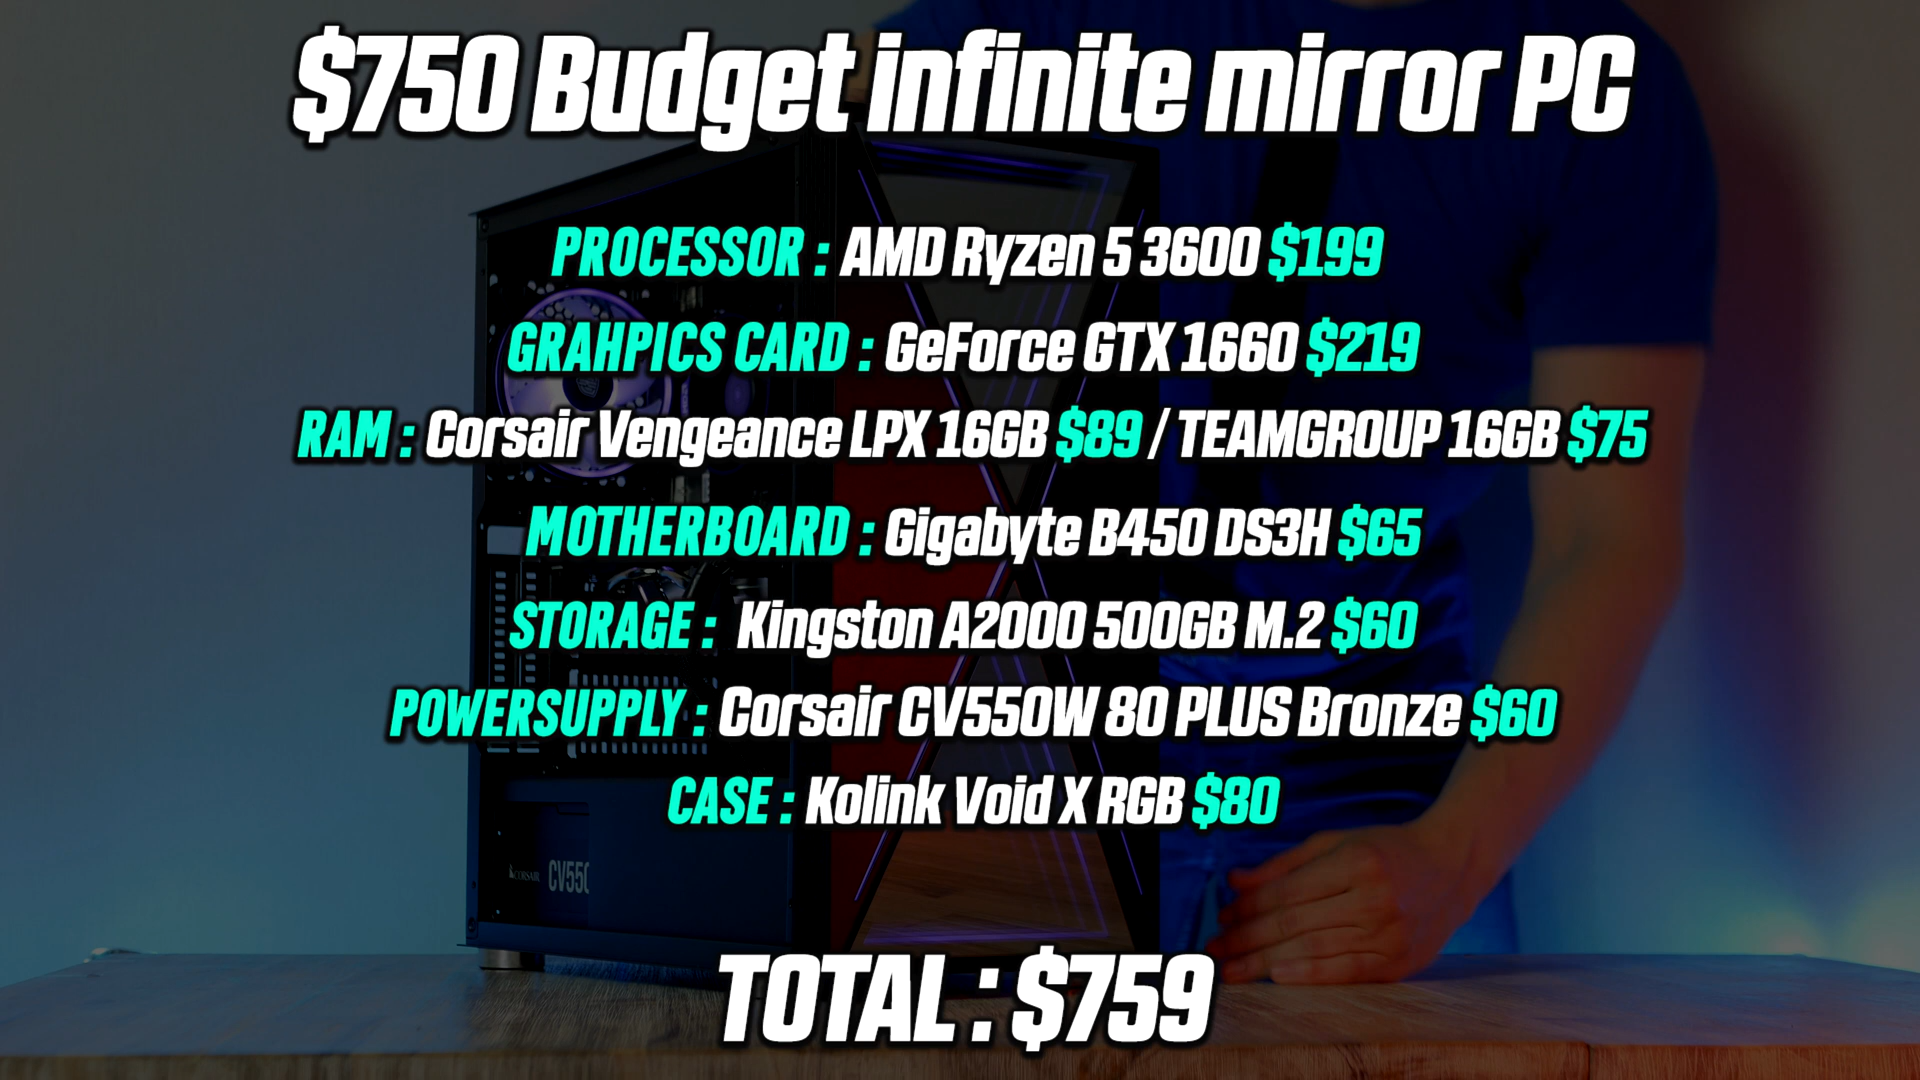 $750 Budget infinite mirror PC
PROCESSOR : AMD Ryzen 5 3600 $199
GRAHPICS CARD : GeForce GTX 1660 $219
RAM : Corsair Vengeance LPX 16GB $89 / TEAMGROUP 16GB $75
MOTHERBOARD : Gigabyte B450 DS3H $65
STORAGE : Kingston A2000 500GB M.2 $60
POWERSUPPLY : Corsair CV550W 80 PLUS Bronze $60
CASE : Kolink Void X RGB $80
CORSAIR CV550
TOTAL : $759